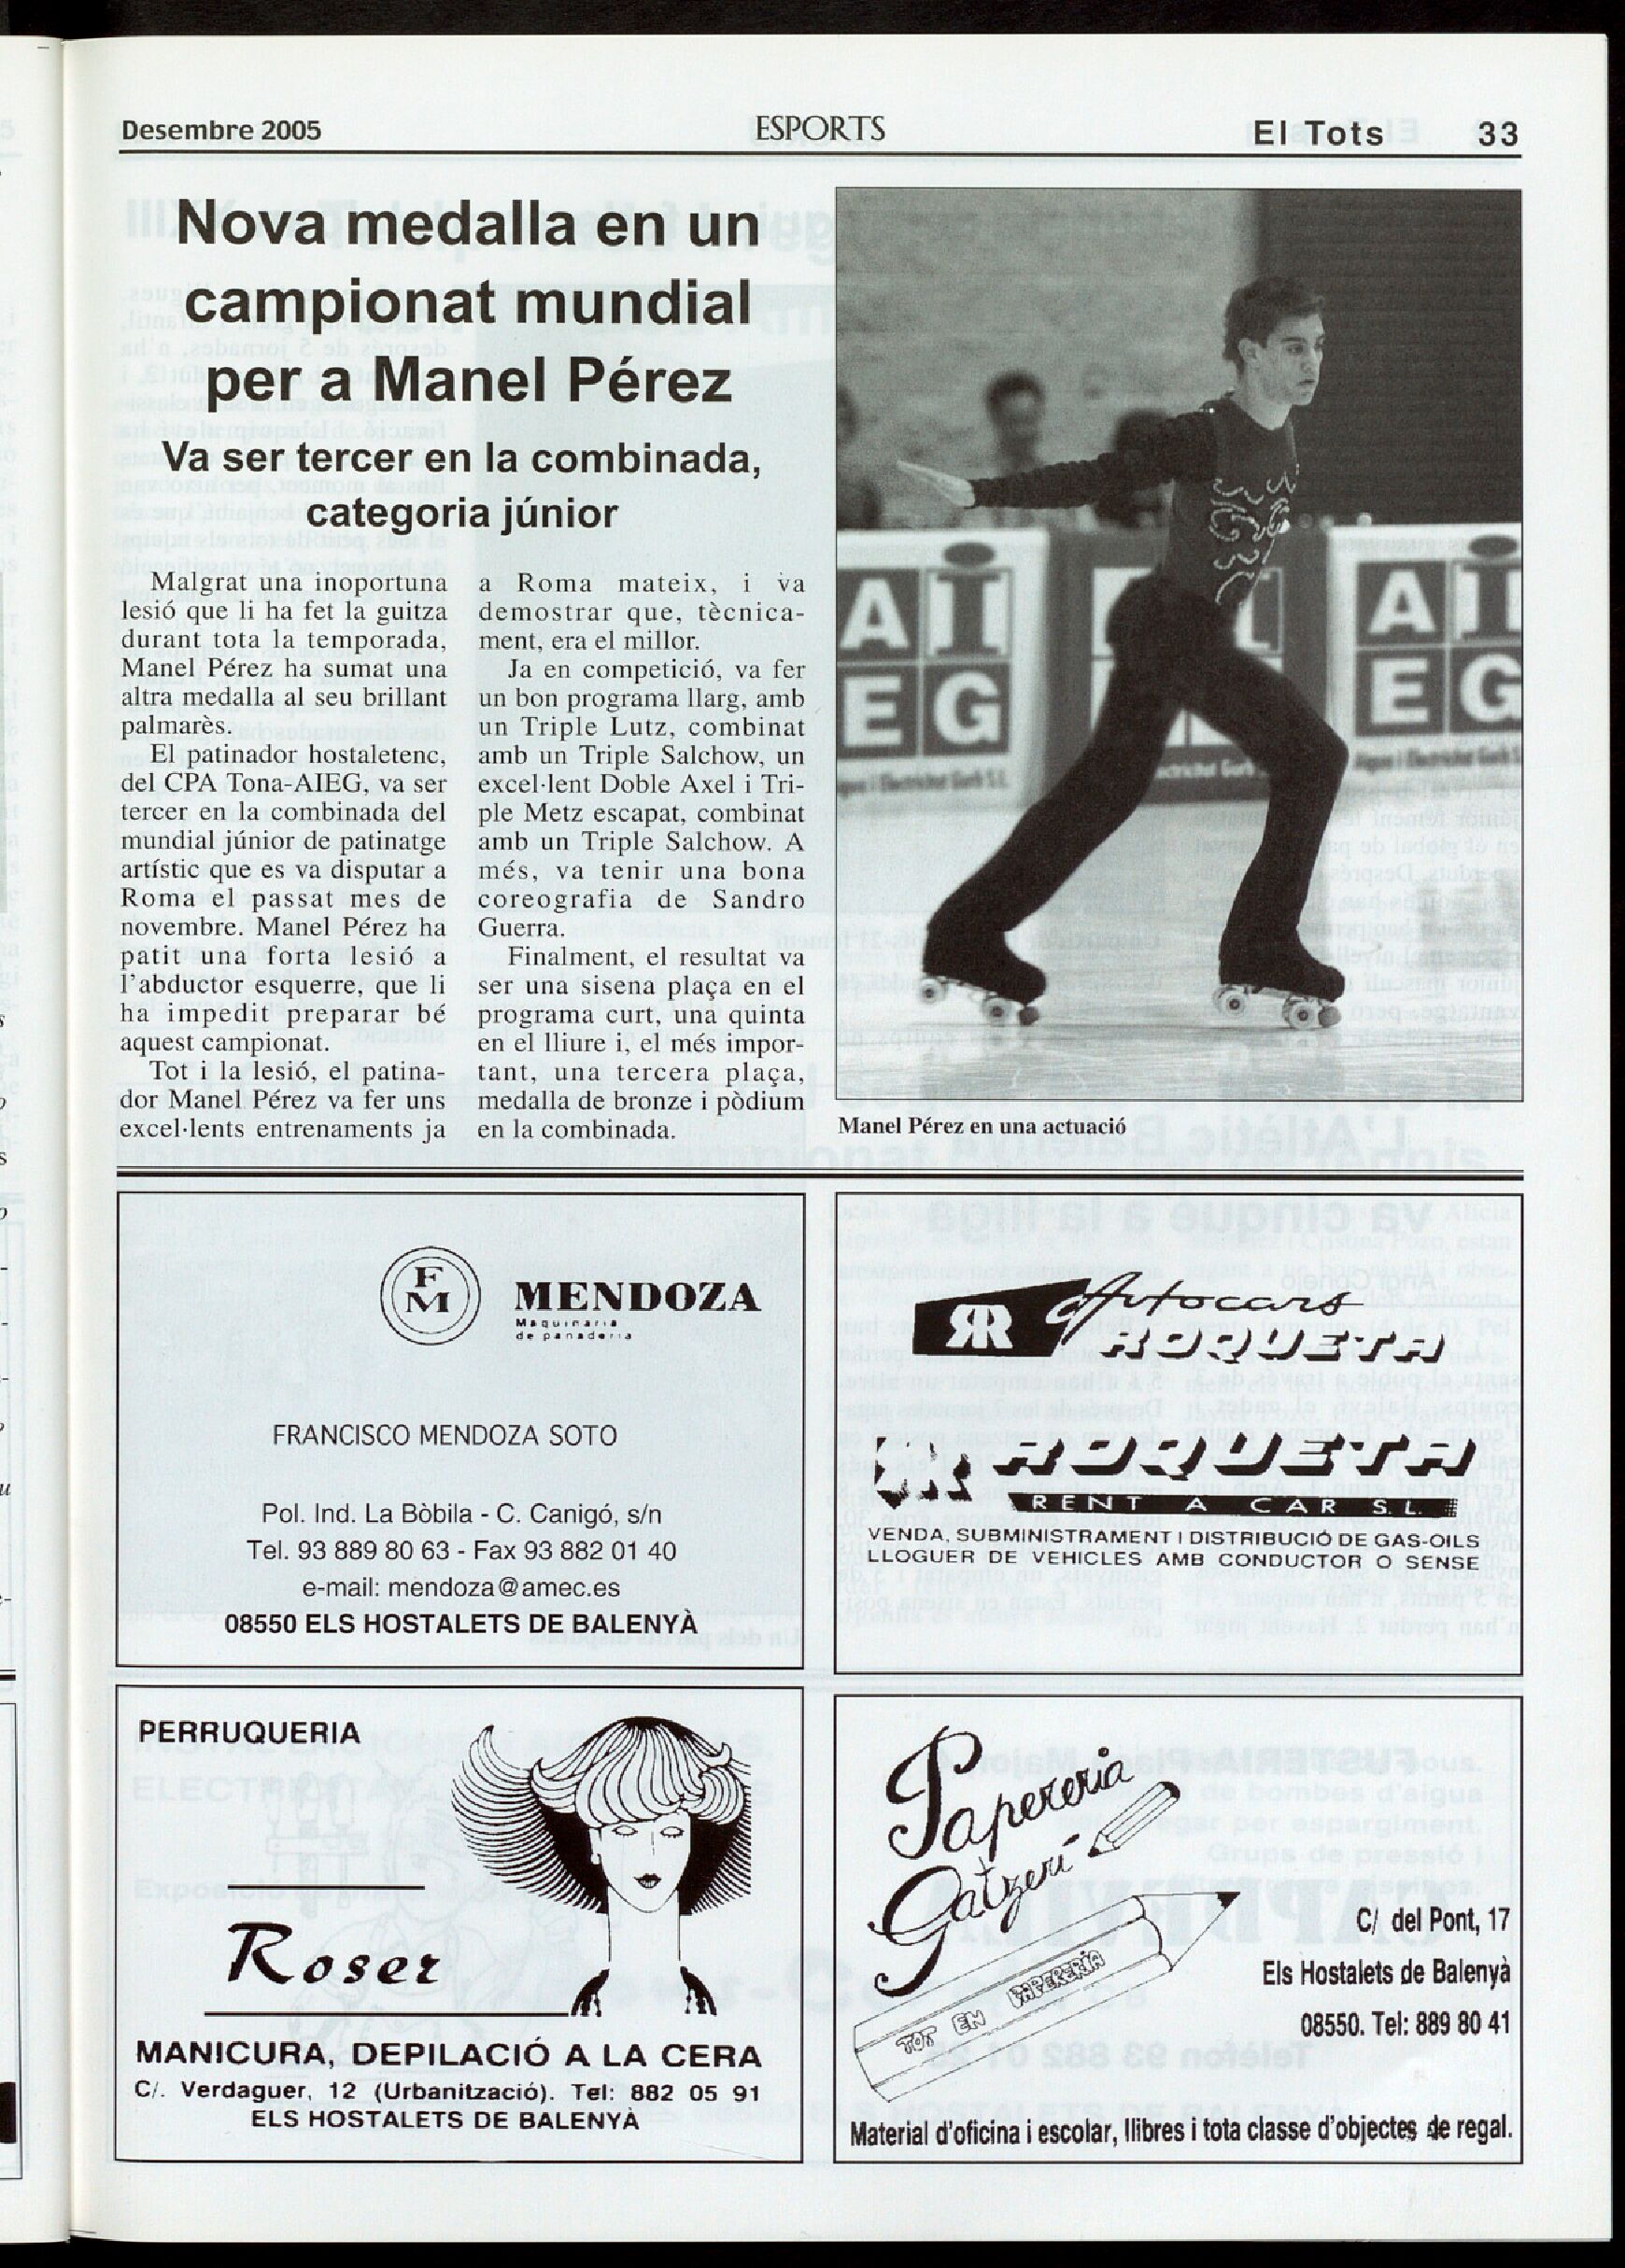 Desembre 2005
ESPORTS
El Tots 33
Nova medalla en un
campionat mundial
per a Manel Pérez
Va ser tercer en la combinada,
categoria júnior
Malgrat una inoportuna
lesió que li ha fet la guitza
durant tota la temporada,
Manel Pérez ha sumat una
altra medalla al seu brillant
palmarès.
El patinador hostaletenc,
del CPA Tona-AIEG, va ser
tercer en la combinada del
mundial júnior de patinatge
artístic que es va disputar a
Roma el passat mes de
novembre. Manel Pérez ha
patit una forta lesió a
l'abductor esquerre, que li
ha impedit preparar bé
aquest campionat.
Tot i la lesió, el patina-
dor Manel Pérez va fer uns
excel·lents entrenaments ja
a Roma mateix, i va
demostrar que, tècnica-
ment, era el millor.
Ja en competició, va fer
un bon programa llarg, amb
un Triple Lutz, combinat
amb un Triple Salchow, un
excel·lent Doble Axel i Tri-
ple Metz escapat, combinat
amb un Triple Salchow. A
més, va tenir una bona
coreografia de Sandro
Guerra.
Finalment, el resultat va
ser una sisena plaça en el
programa curt, una quinta
en el lliure i, el més impor-
tant, una tercera plaça,
medalla de bronze i pòdium
en la combinada.
AI
EG
AI
EG
Manel Pérez en una actuació
FM
MENDOZA
Maquinaria
de panaderia
FRANCISCO MENDOZA SOTO
Pol. Ind. La Bòbila - C. Canigó, s/n
Tel. 93 889 80 63 - Fax 93 882 01 40
e-mail: mendoza@amec.es
08550 ELS HOSTALETS DE BALENYÀ
Autocars
ROQUETA
ROQUETA
RENT A CAR S.L.
VENDA, SUBMINISTRAMENT I DISTRIBUCIÓ DE GAS-OILS
LLOGUER DE VEHICLES AMB CONDUCTOR O SENSE
PERRUQUERIA
Roser
MANICURA, DEPILACIÓ A LA CERA
C/. Verdaguer, 12 (Urbanització). Tel: 882 05 91
ELS HOSTALETS DE BALENYÀ
Papereria
Gatzerí
TOT EN PAPERERIA
C/ del Pont, 17
Els Hostalets de Balenyà
08550. Tel: 889 80 41
Material d'oficina i escolar, llibres i tota classe d'objectes de regal.